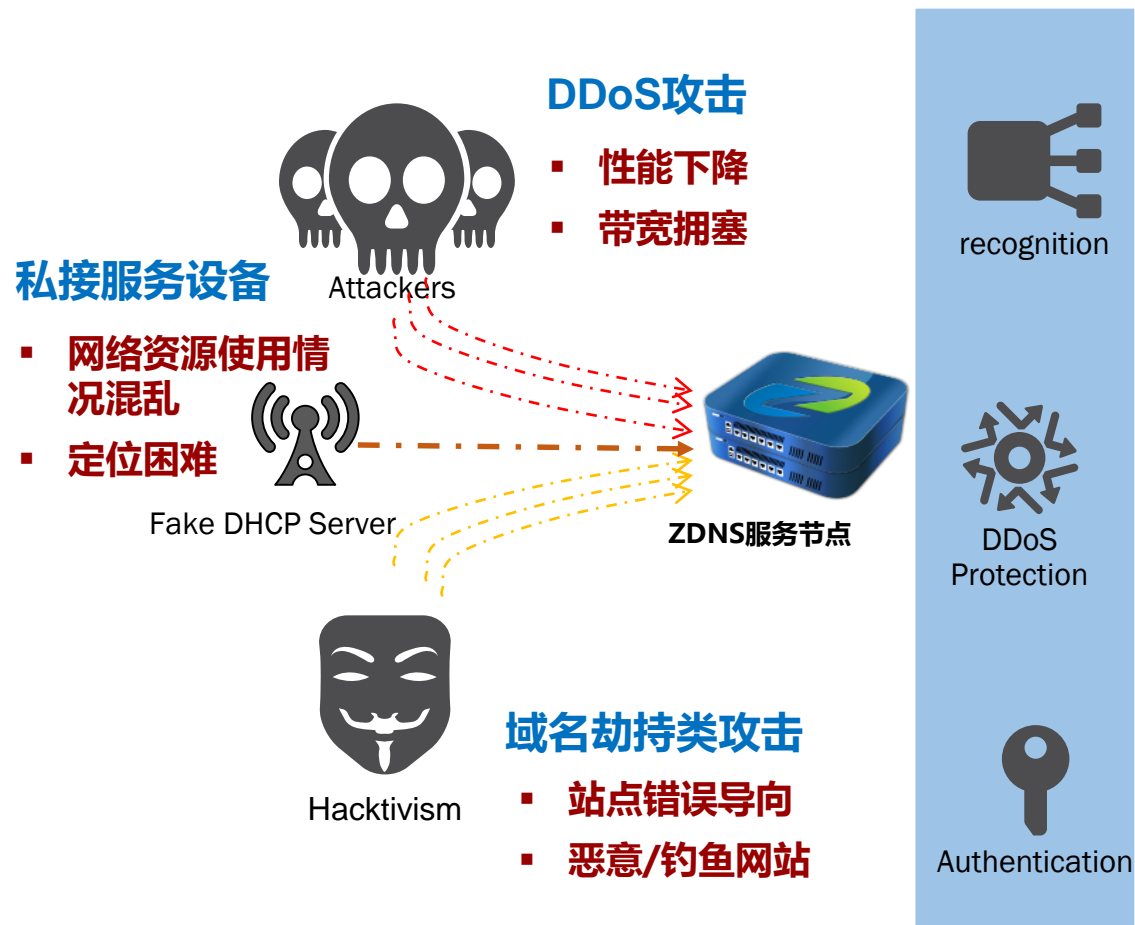 DDoS攻击
▪ 性能下降
▪ 带宽拥塞
Attackers
私接服务设备
▪ 网络资源使用情
况混乱
▪ 定位困难
Fake DHCP Server
ZDNS服务节点
Hacktivism
域名劫持类攻击
▪ 站点错误导向
▪ 恶意/钓鱼网站
recognition
DDoS
Protection
Authentication